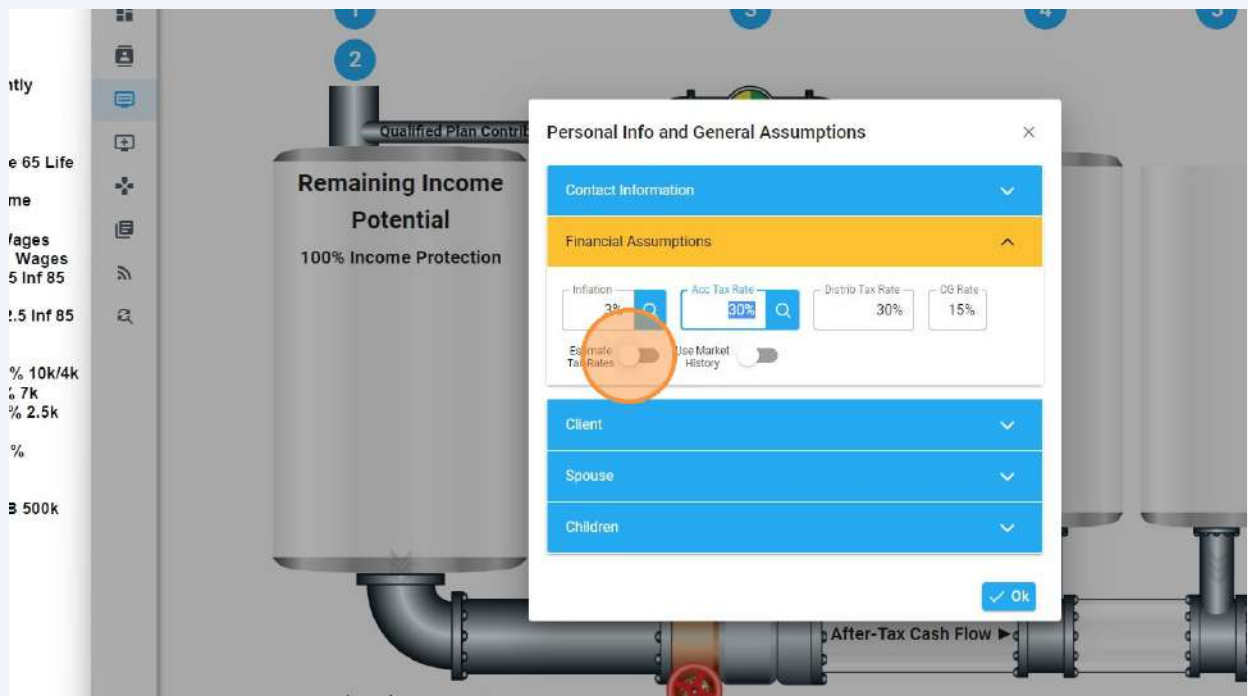 1
3
4
5
2
ntly
e 65 Life
me
Wages
Wages
5 Inf 85
2.5 Inf 85
% 10k/4k
% 7k
% 2.5k
%
B 500k
Qualified Plan Contrib
Remaining Income
Potential
100% Income Protection
Personal Info and General Assumptions
Contact Information
Financial Assumptions
Inflation
3%
Acc Tax Rate
30%
Distrib Tax Rate
30%
CG Rate
15%
Estimate
Tax Rates
Use Market
History
Client
Spouse
Children
Ok
After-Tax Cash Flow ►